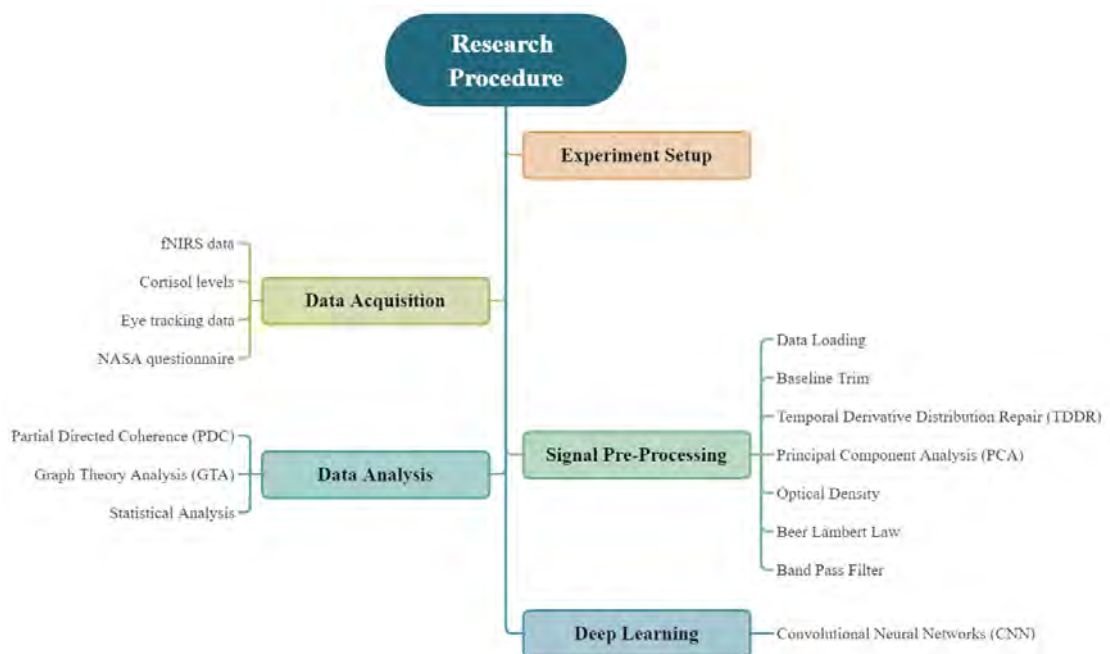 Research
Procedure
Experiment Setup
fNIRS data
Cortisol levels
Eye tracking data
NASA questionnaire
Data Acquisition
Data Loading
Baseline Trim
Temporal Derivative Distribution Repair (TDDR)
Principal Component Analysis (PCA)
Optical Density
Beer Lambert Law
Band Pass Filter
Signal Pre-Processing
Partial Directed Coherence (PDC)
Graph Theory Analysis (GTA)
Statistical Analysis
Data Analysis
Deep Learning
Convolutional Neural Networks (CNN)